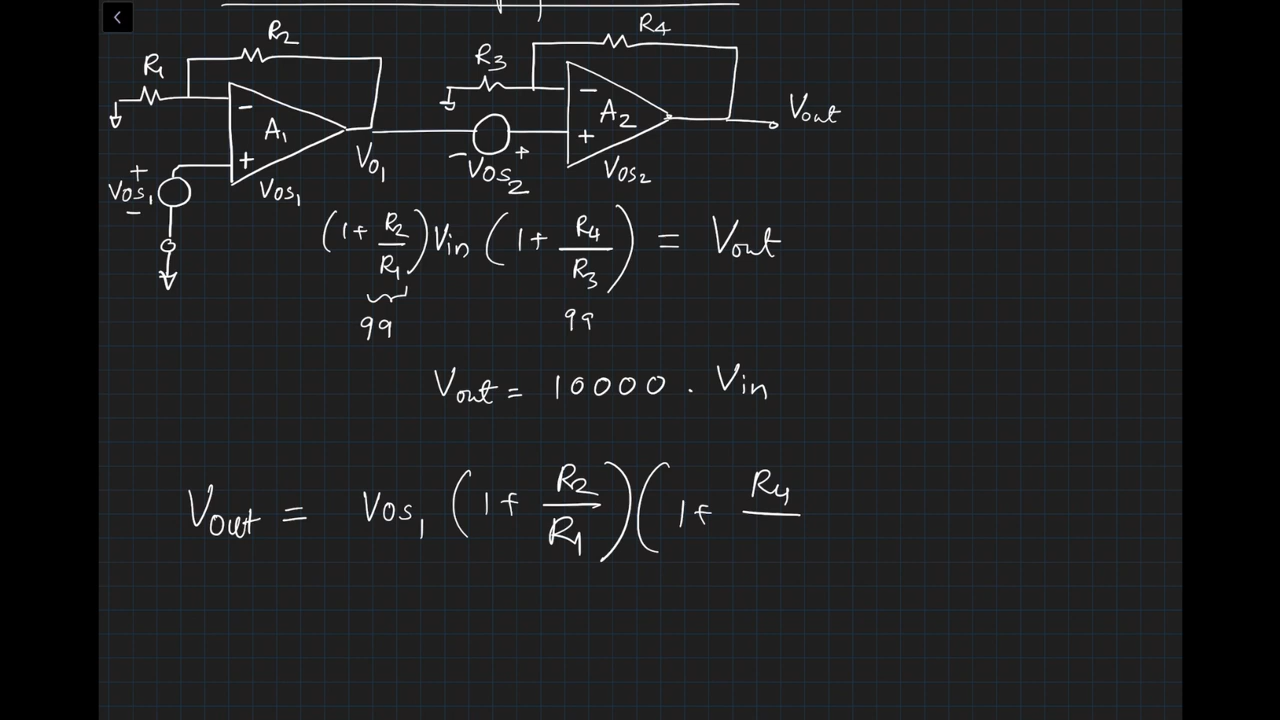 R2
R4
R1
R3
−
A1
+
+
Vos1
−
Vos1
Vo1
− Vos2 +
−
A2
+
Vos2
Vout
(1 + R2/R1) Vin (1 + R4/R3) = Vout
99
99
Vout = 10000 . Vin
Vout = Vos1 (1 + R2/R1) (1 + R4/